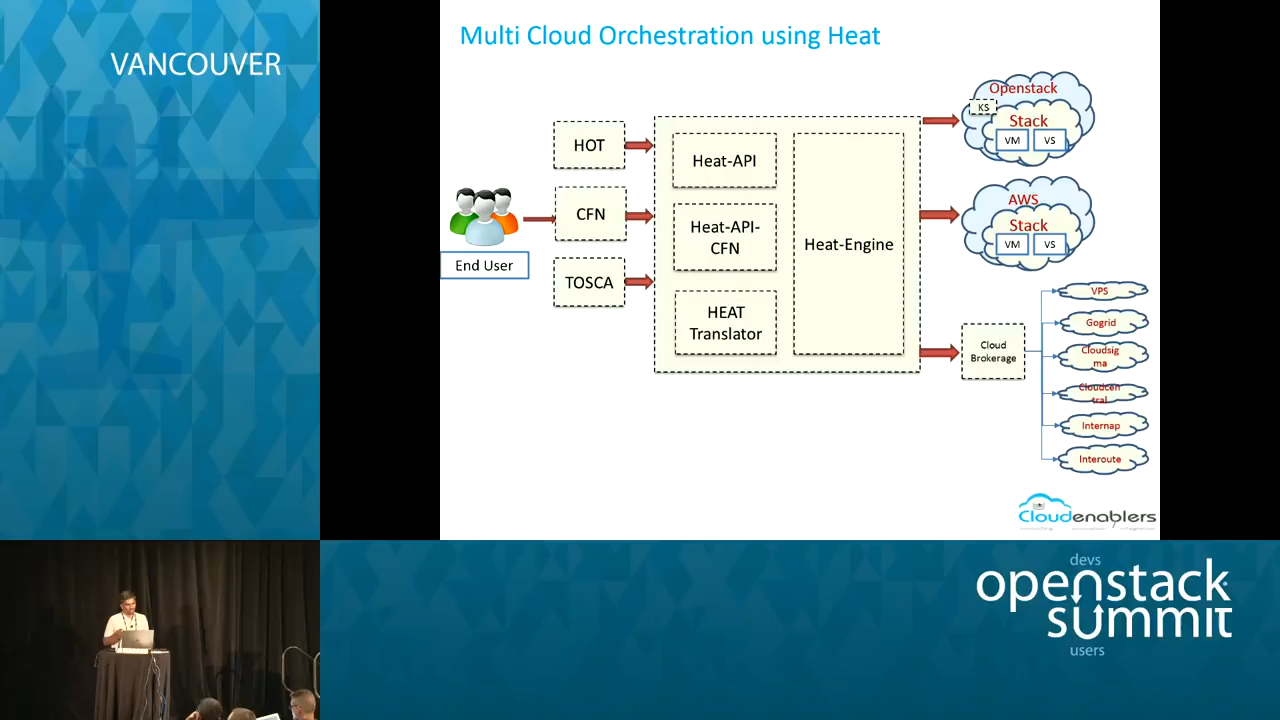 VANCOUVER
Multi Cloud Orchestration using Heat
End User
HOT
CFN
TOSCA
Heat-API
Heat-API-
CFN
HEAT
Translator
Heat-Engine
Openstack
KS
Stack
VM
VS
AWS
Stack
VM
VS
Cloud
Brokerage
VPS
Gogrid
Cloudsig
ma
Cloudcen
tral
Internap
Interoute
Cloudenablers
devs
openstack
summit
users